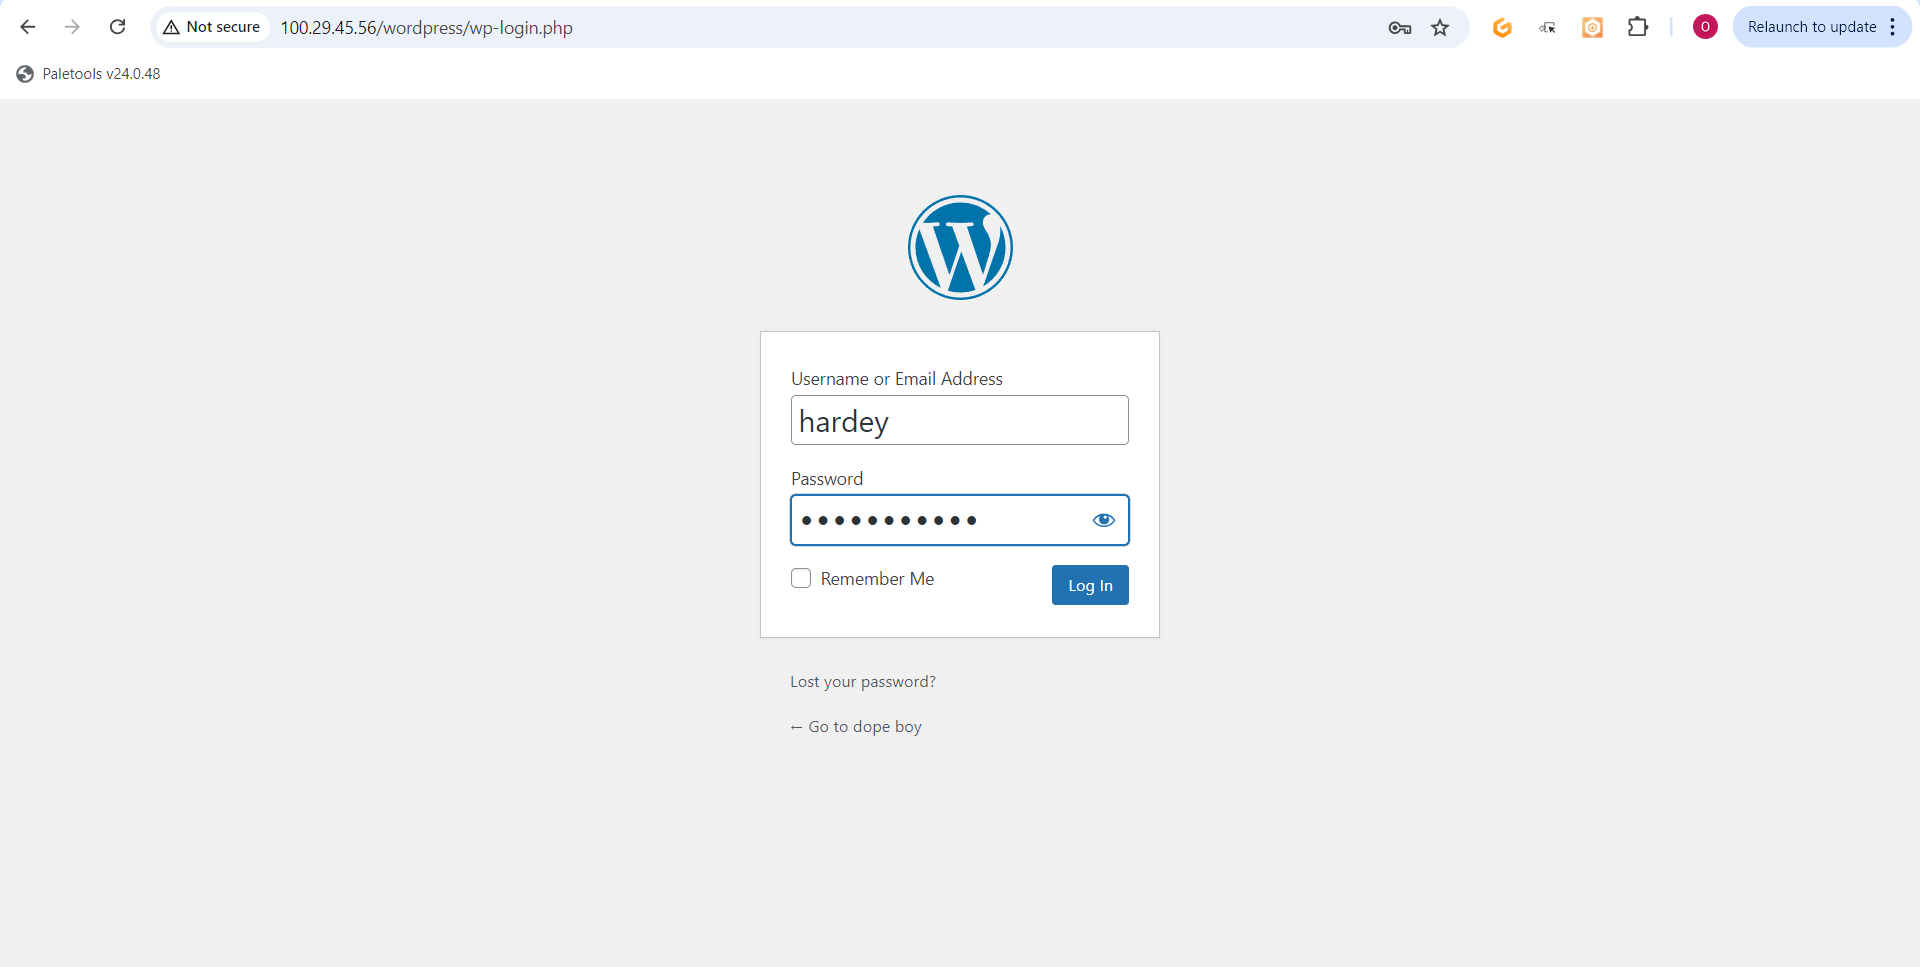 Not secure 100.29.45.56/wordpress/wp-login.php O Relaunch to update
Paletools v24.0.48
W
Username or Email Address
hardey
Password
•••••••••••
Remember Me Log In
Lost your password?
← Go to dope boy